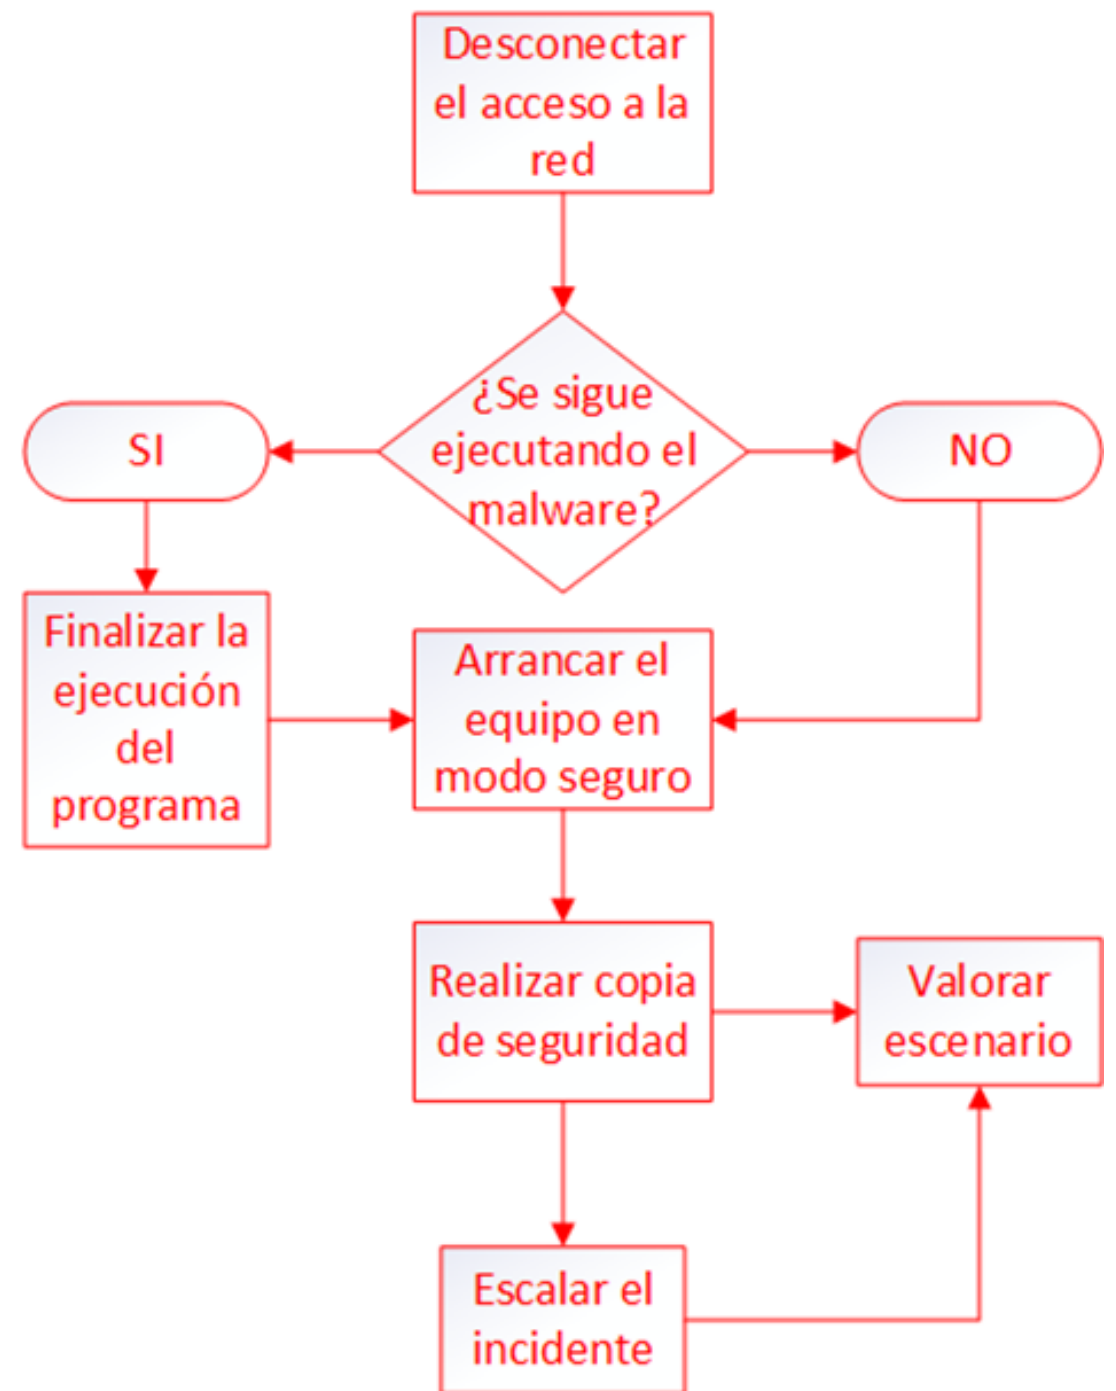 Desconectar
el acceso a la
red
¿Se sigue
ejecutando el
malware?
SI
NO
Finalizar la
ejecución
del
programa
Arrancar el
equipo en
modo seguro
Realizar copia
de seguridad
Valorar
escenario
Escalar el
incidente